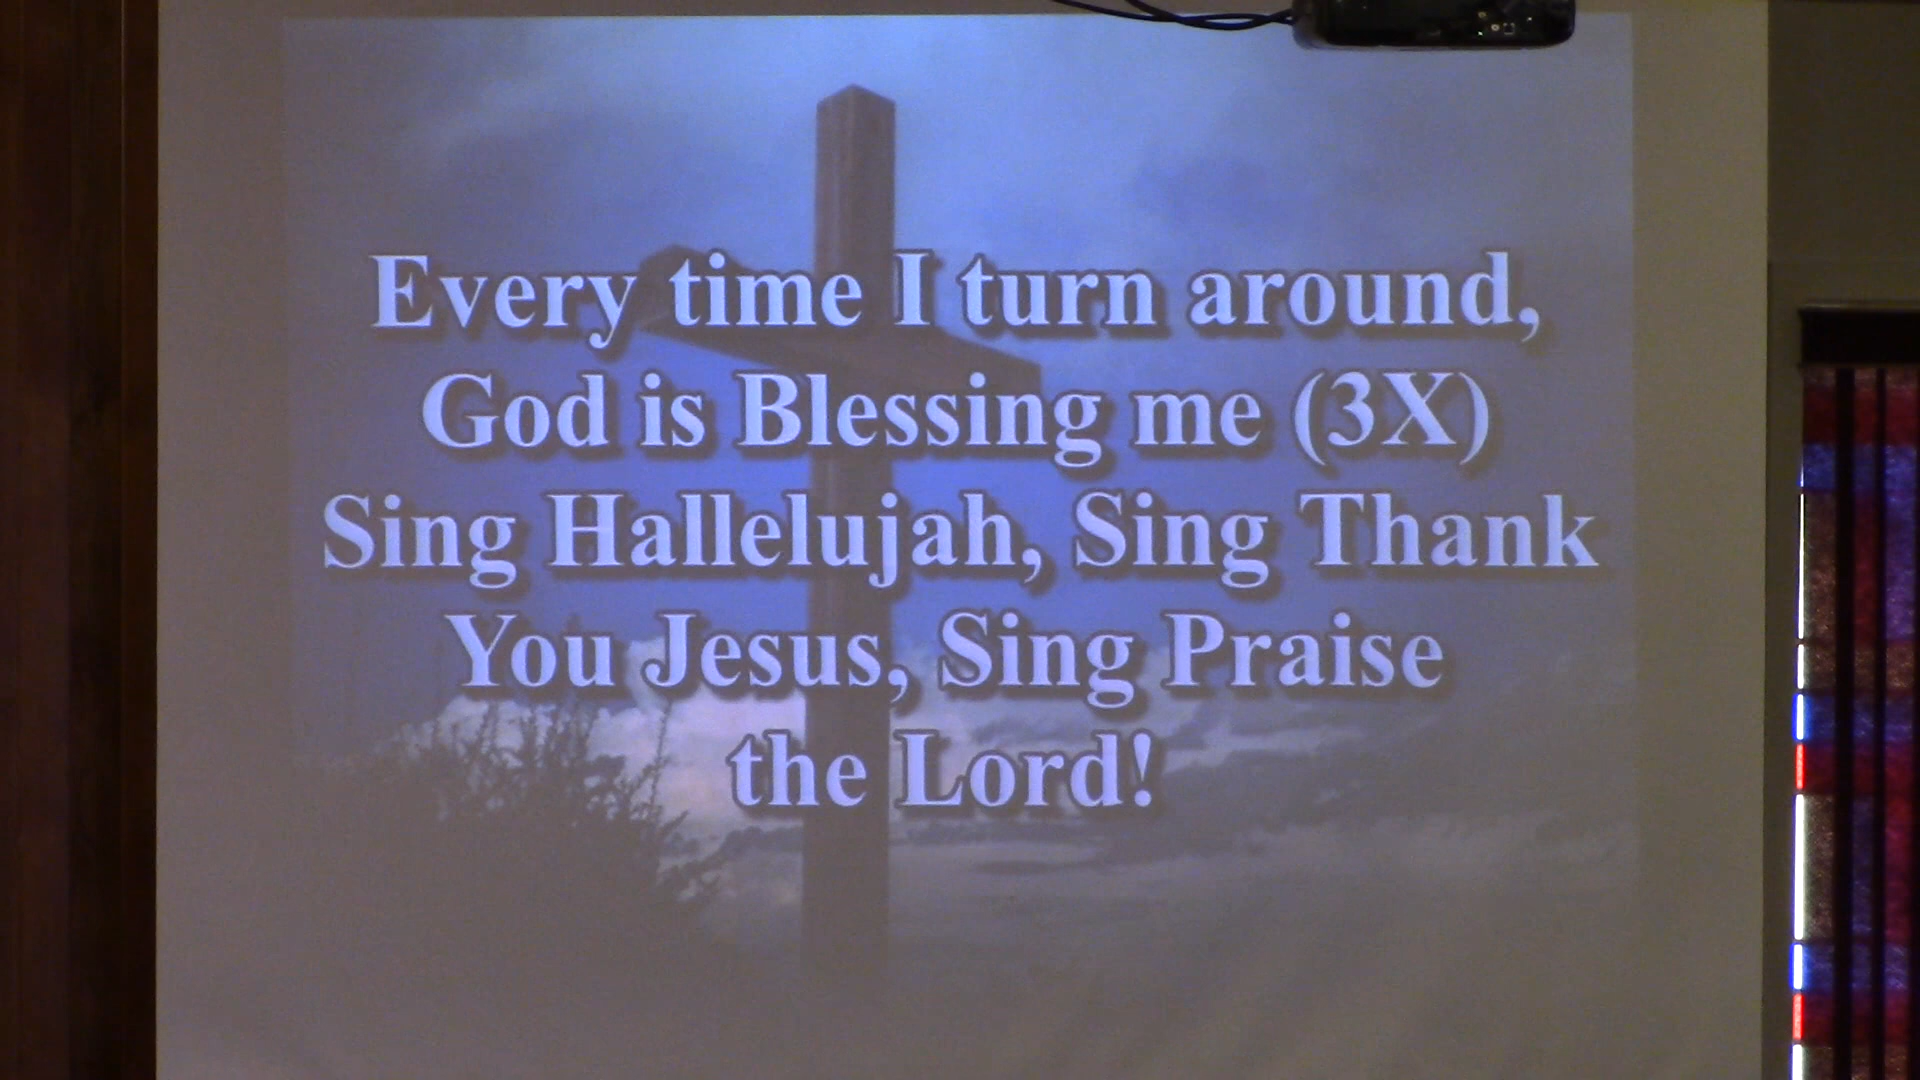 Every time I turn around,
God is Blessing me (3X)
Sing Hallelujah, Sing Thank
You Jesus, Sing Praise
the Lord!